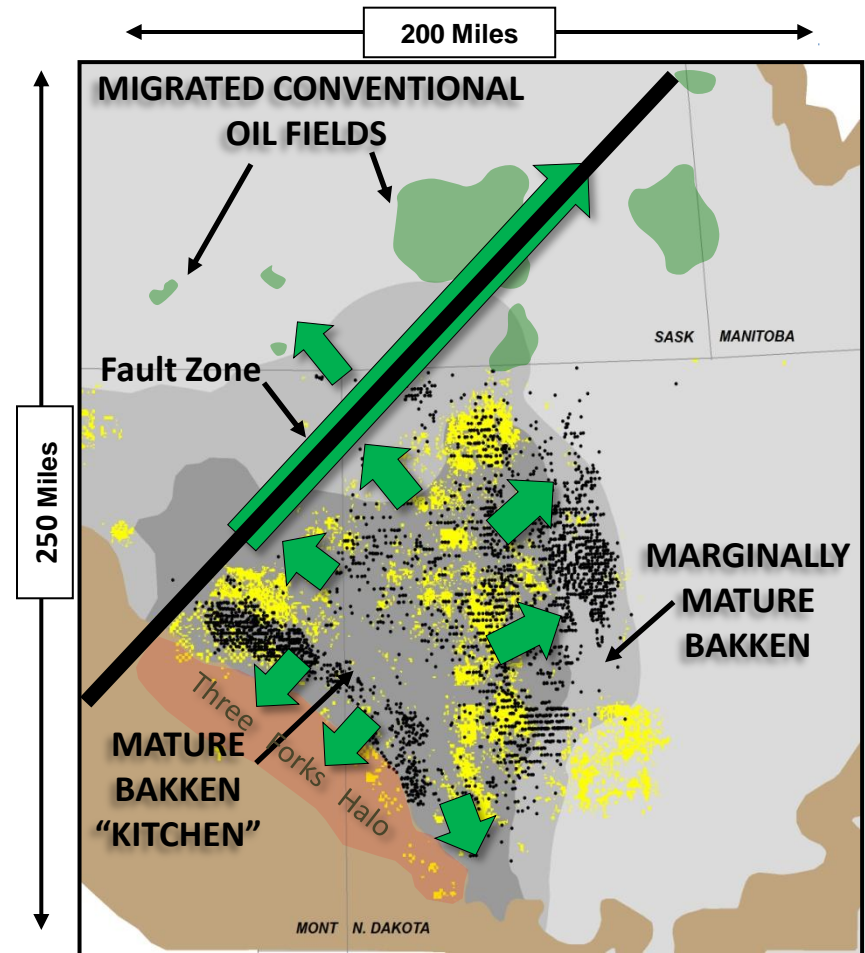 200 Miles
MIGRATED CONVENTIONAL
OIL FIELDS
SASK
MANITOBA
Fault Zone
250 Miles
MARGINALLY
MATURE
BAKKEN
Three Forks Halo
MATURE
BAKKEN
“KITCHEN”
MONT
N. DAKOTA